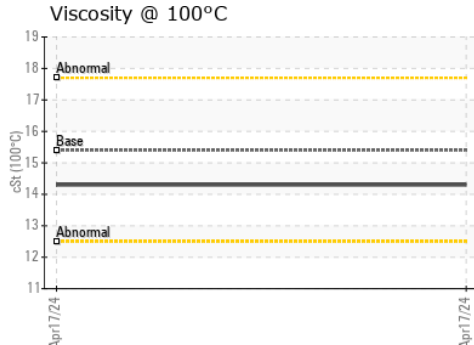 Viscosity @ 100°C
19
18
17
16
15
14
13
12
11
cSt (100°C)
Abnormal
Base
Abnormal
Apr17/24
Apr17/24